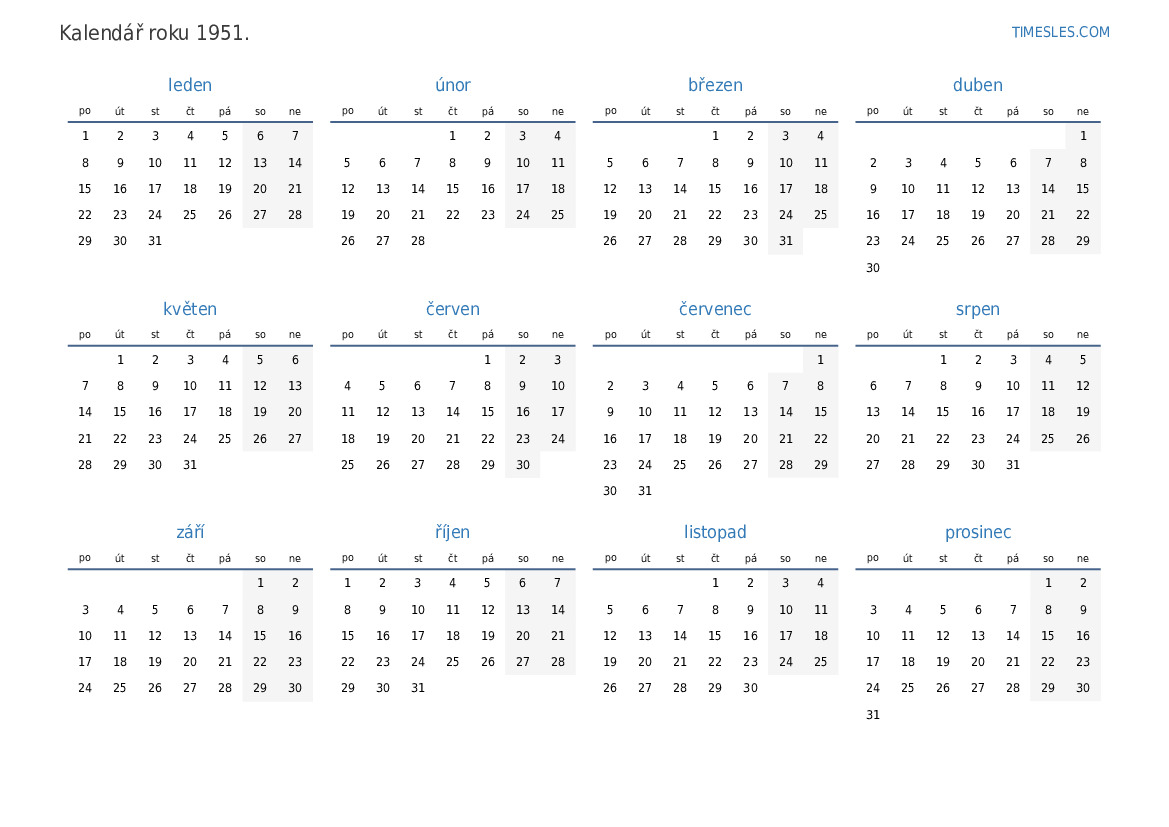 Kalendář roku 1951.
TIMESLES.COM
leden únor březen duben
po út st čt pá so ne po út st čt pá so ne po út st čt pá so ne po út st čt pá so ne
1 2 3 4 5 6 7 1 2 3 4 1 2 3 4 1
8 9 10 11 12 13 14 5 6 7 8 9 10 11 5 6 7 8 9 10 11 2 3 4 5 6 7 8
15 16 17 18 19 20 21 12 13 14 15 16 17 18 12 13 14 15 16 17 18 9 10 11 12 13 14 15
22 23 24 25 26 27 28 19 20 21 22 23 24 25 19 20 21 22 23 24 25 16 17 18 19 20 21 22
29 30 31 26 27 28 26 27 28 29 30 31 23 24 25 26 27 28 29
30
květen červen červenec srpen
po út st čt pá so ne po út st čt pá so ne po út st čt pá so ne po út st čt pá so ne
1 2 3 4 5 6 1 2 3 1 1 2 3 4 5
7 8 9 10 11 12 13 4 5 6 7 8 9 10 2 3 4 5 6 7 8 6 7 8 9 10 11 12
14 15 16 17 18 19 20 11 12 13 14 15 16 17 9 10 11 12 13 14 15 13 14 15 16 17 18 19
21 22 23 24 25 26 27 18 19 20 21 22 23 24 16 17 18 19 20 21 22 20 21 22 23 24 25 26
28 29 30 31 25 26 27 28 29 30 23 24 25 26 27 28 29 27 28 29 30 31
30 31
září říjen listopad prosinec
po út st čt pá so ne po út st čt pá so ne po út st čt pá so ne po út st čt pá so ne
1 2 1 2 3 4 5 6 7 1 2 3 4 1 2
3 4 5 6 7 8 9 8 9 10 11 12 13 14 5 6 7 8 9 10 11 3 4 5 6 7 8 9
10 11 12 13 14 15 16 15 16 17 18 19 20 21 12 13 14 15 16 17 18 10 11 12 13 14 15 16
17 18 19 20 21 22 23 22 23 24 25 26 27 28 19 20 21 22 23 24 25 17 18 19 20 21 22 23
24 25 26 27 28 29 30 29 30 31 26 27 28 29 30 24 25 26 27 28 29 30
31